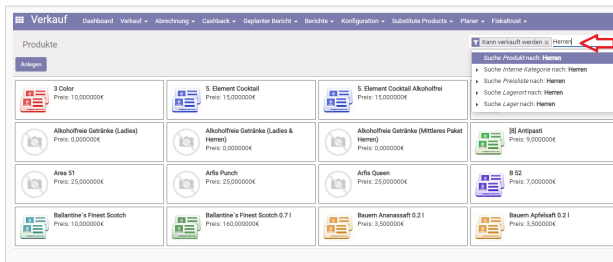 Verkauf Dashboard Verkauf Abrechnung Cashback Geplanter Bericht Berichte Konfiguration Substitute Products Planer Fiskaltrust
Produkte
Kann verkauft werden x Herren
Anlegen
Suche Produkt nach: Herren
Suche Interne Kategorie nach: Herren
Suche Preisliste nach: Herren
Suche Lagerort nach: Herren
Suche Lager nach: Herren
3 Color
Preis: 10,000000€
5. Element Cocktail
Preis: 15,000000€
5. Element Cocktail Alkoholfrei
Preis: 15,000000€
Alkoholfreie Getränke (Ladies)
Preis: 0,000000€
Alkoholfreie Getränke (Ladies &
Herren)
Preis: 0,000000€
Alkoholfreie Getränke (Mittleres Paket
Herren)
Preis: 0,000000€
[8] Antipasti
Preis: 9,000000€
Area 51
Preis: 25,000000€
Arfis Punch
Preis: 25,000000€
Arfis Queen
Preis: 25,000000€
B 52
Preis: 7,000000€
Ballantine`s Finest Scotch
Preis: 10,000000€
Ballantine`s Finest Scotch 0.7 l
Preis: 160,000000€
Bauern Ananassaft 0.2 l
Preis: 3,500000€
Bauern Apfelsaft 0.2 l
Preis: 3,500000€